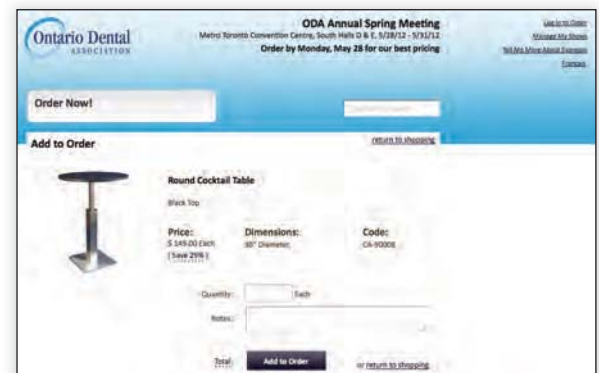 Ontario Dental
ASSOCIATION
ODA Annual Spring Meeting
Metro Toronto Convention Centre, South Halls D & E, 5/28/12 - 5/31/12
Order by Monday, May 28 for our best pricing
Log In to Order
Manage My Shows
Tell Me More About
Français
Order Now!
Add to Order
return to shopping
Round Cocktail Table
Black Top
Price:
Dimensions:
Code:
$ 149.00 Each
30" Diameter
CA-90008
( Save 29% )
Quantity:
Each
Notes:
Total:
Add to Order
or return to shopping